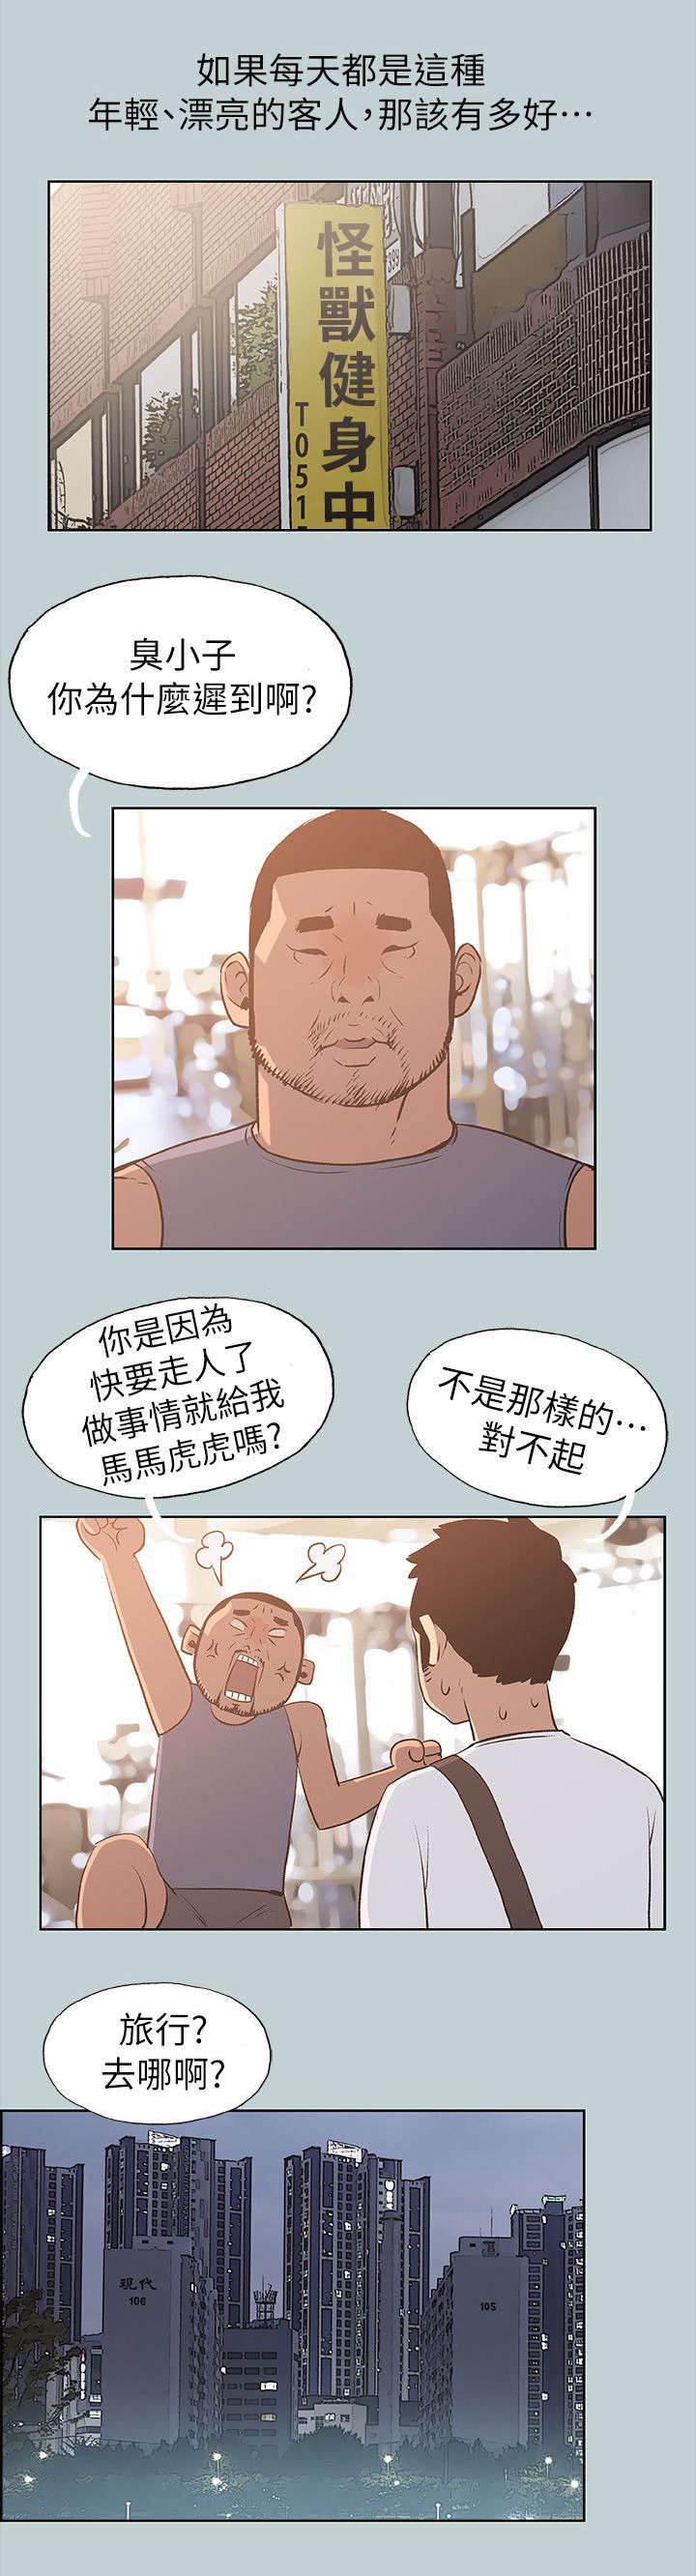 如果每天都是這種
年輕、漂亮的客人，那該有多好…
怪獸健身中
T051
399
臭小子
你為什麼遲到啊?
你是因為
快要走人了
做事情就給我
馬馬虎虎嗎?
不是那樣的…
對不起
旅行?
去哪啊?
現代
106
105